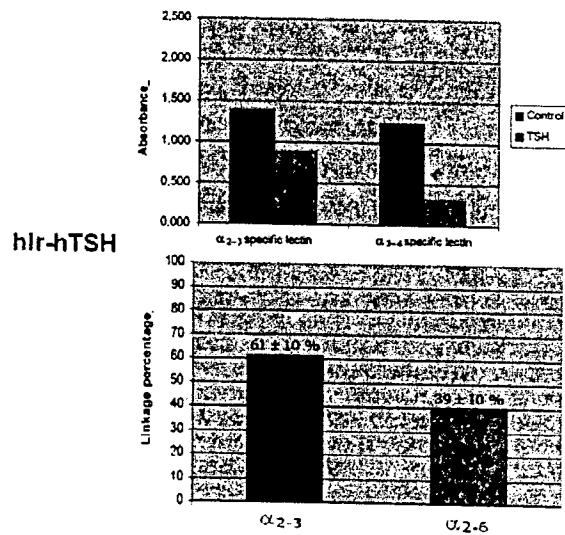 2,500
2,000
1,500
1,000
0,500
0,000
Absorbance
Control
TSH
α2-3 specific lectin
α2-6 specific lectin
hlr-hTSH
100
90
80
70
60
50
40
30
20
10
0
Linkage percentage
61 ± 10 %
39 ± 10 %
α2-3
α2-6